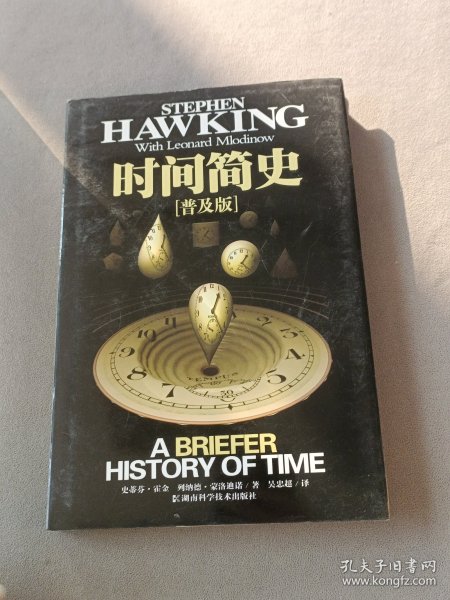 STEPHEN
HAWKING
With Leonard Mlodinow
时间简史
[普及版]
TEMPUS
A BRIEFER
HISTORY OF TIME
史蒂芬·霍金 列纳德·蒙洛迪诺/著 吴忠超/译
湖南科学技术出版社
孔夫子旧书网
www.kongfz.com